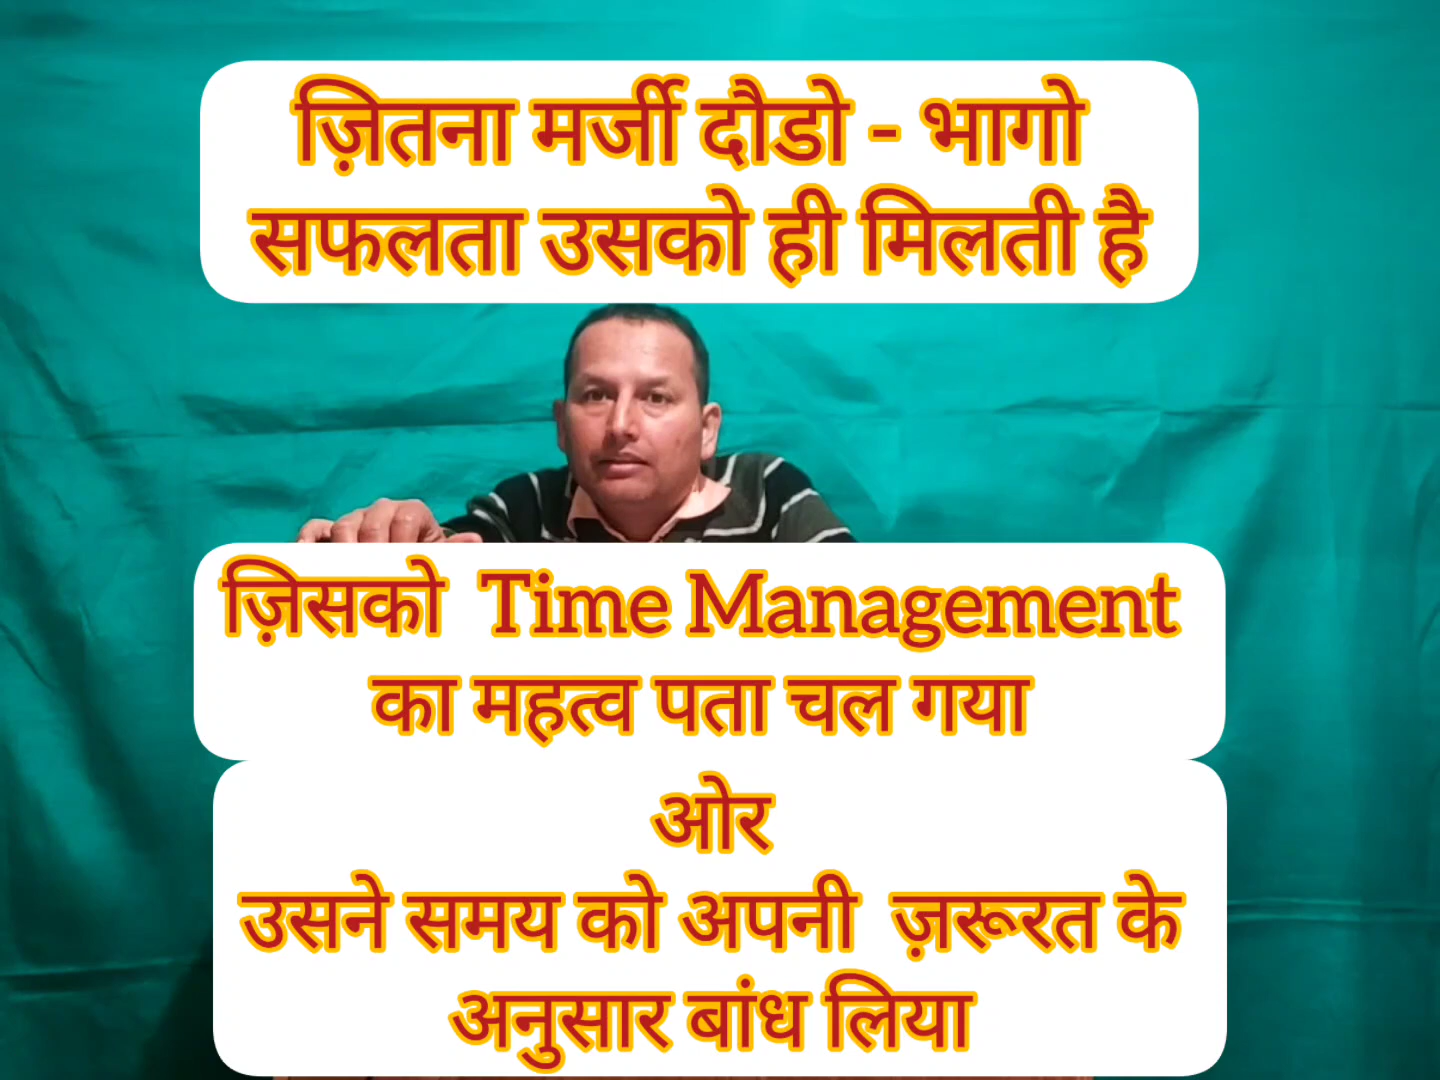 ज़ितना मर्जी दौडो - भागो
सफलता उसको ही मिलती है
ज़िसको Time Management
का महत्व पता चल गया
ओर
उसने समय को अपनी ज़रूरत के
अनुसार बांध लिया